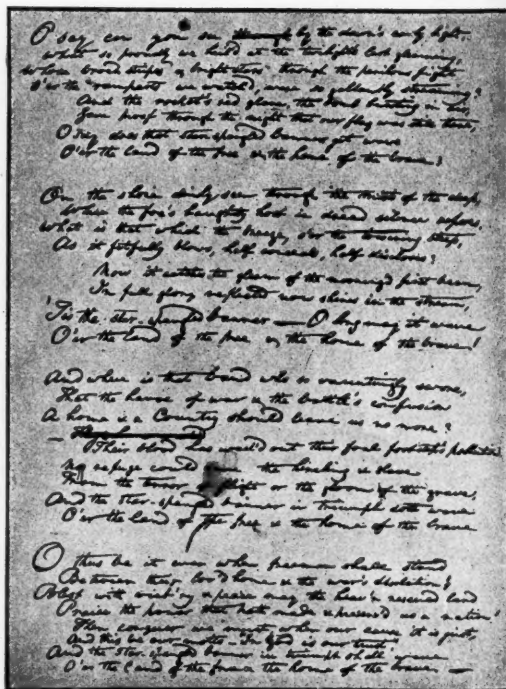 O say can you see ~~through~~ by the dawn's early light,
What so proudly we hail'd at the twilight's last gleaming,
Whose broad stripes & bright stars through the perilous fight
O'er the ramparts we watch'd, were so gallantly streaming?
And the rocket's red glare, the bomb bursting in air,
Gave proof through the night that our flag was still there,
O say does that star-spangled banner yet wave
O'er the land of the free & the home of the brave?
On the shore dimly seen through the mists of the deep,
Where the foe's haughty host in dread silence reposes,
What is that which the breeze, o'er the towering steep,
As it fitfully blows, half conceals, half discloses?
Now it catches the gleam of the morning's first beam,
In full glory reflected now shines in the stream,
'Tis the star-spangled banner — O long may it wave
O'er the land of the free & the home of the brave!
And where is that band who so vauntingly swore,
That the havoc of war & the battle's confusion
A home & a Country should leave us no more?
—
Their blood has wash'd out their foul footstep's pollution
No refuge could save the hireling & slave
From the terror of flight or the gloom of the grave,
And the star-spangled banner in triumph doth wave
O'er the land of the free & the home of the brave
O thus be it ever when freemen shall stand
Between their lov'd home & the war's desolation!
Blest with vict'ry & peace may the heav'n rescued land
Praise the power that hath made & preserv'd us a nation!
Then conquer we must, when our cause it is just,
And this be our motto - "In God is our trust,"
And the star-spangled banner in triumph shall wave
O'er the land of the free & the home of the brave —